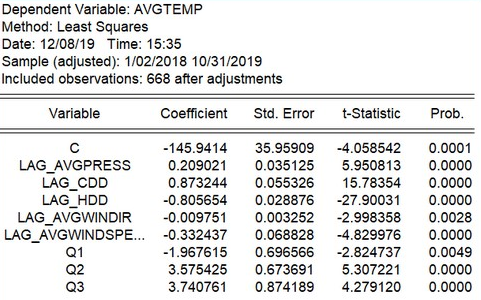 Dependent Variable: AVGTEMP
Method: Least Squares
Date: 12/08/19 Time: 15:35
Sample (adjusted): 1/02/2018 10/31/2019
Included observations: 668 after adjustments
Variable Coefficient Std. Error t-Statistic Prob.
C -145.9414 35.95909 -4.058542 0.0001
LAG_AVGPRESS 0.209021 0.035125 5.950813 0.0000
LAG_CDD 0.873244 0.055326 15.78354 0.0000
LAG_HDD -0.805654 0.028876 -27.90031 0.0000
LAG_AVGWINDIR -0.009751 0.003252 -2.998358 0.0028
LAG_AVGWINDSPE... -0.332437 0.068828 -4.829976 0.0000
Q1 -1.967615 0.696566 -2.824737 0.0049
Q2 3.575425 0.673691 5.307221 0.0000
Q3 3.740761 0.874189 4.279120 0.0000